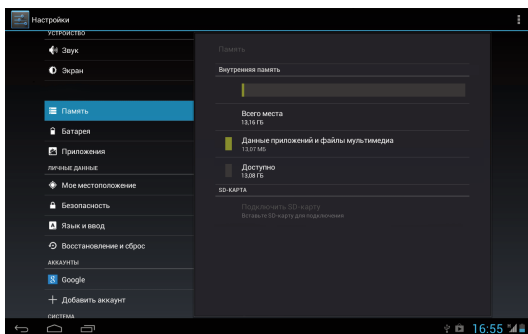 Настройки
УСТРОЙСТВО
Звук
Экран
Память
Батарея
Приложения
ЛИЧНЫЕ ДАННЫЕ
Мое местоположение
Безопасность
A Язык и ввод
Восстановление и сброс
АККАУНТЫ
8 Google
Добавить аккаунт
СИСТЕМА
Память
Внутренняя память
Всего места
13,16 ГБ
Данные приложений и файлы мультимедиа
13,07 МБ
Доступно
13,08 ГБ
SD-КАРТА
Подключить SD-карту
Вставьте SD-карту для подключения
16:55